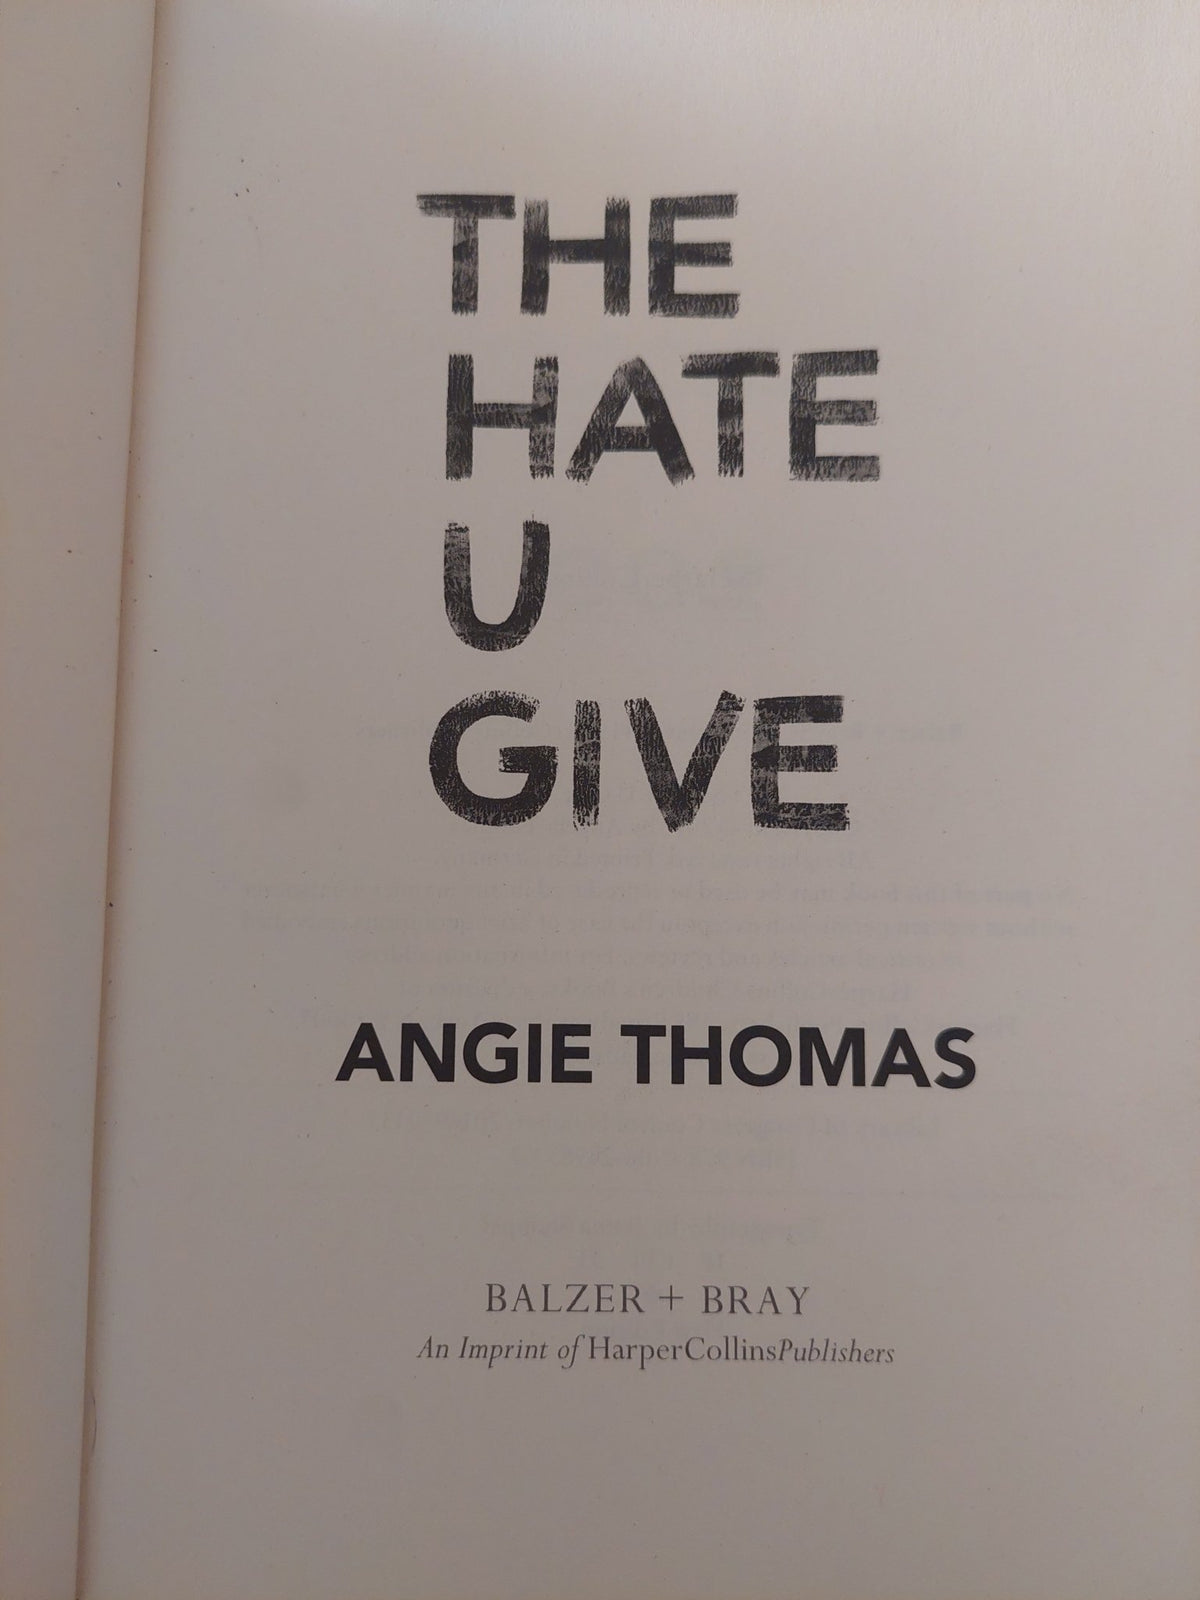 THE
HATE
U
GIVE
ANGIE THOMAS
BALZER + BRAY
An Imprint of HarperCollinsPublishers